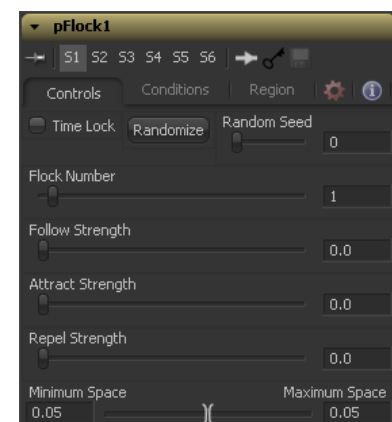 pFlock1
S1 S2 S3 S4 S5 S6
Controls Conditions Region
Time Lock Randomize Random Seed
0
Flock Number
1
Follow Strength
0.0
Attract Strength
0.0
Repel Strength
0.0
Minimum Space Maximum Space
0.05 0.05